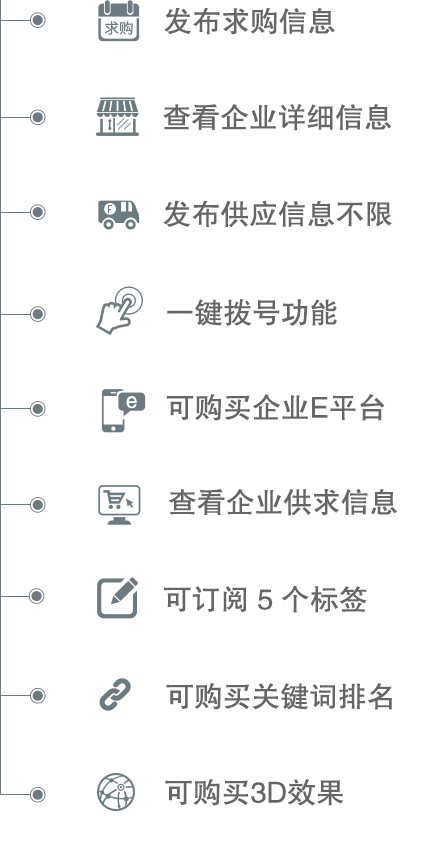 求购
发布求购信息
查看企业详细信息
F
发布供应信息不限
一键拨号功能
e
可购买企业E平台
查看企业供求信息
可订阅 5 个标签
可购买关键词排名
可购买3D效果